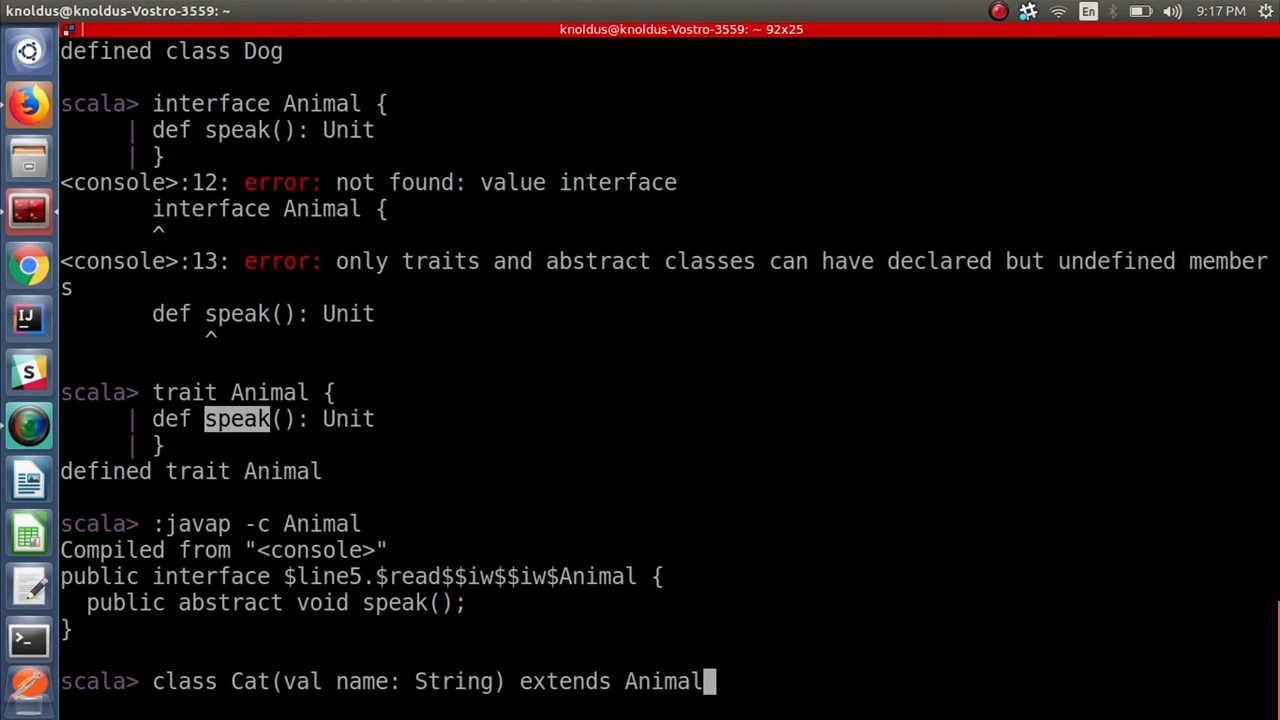 knoldus@knoldus-Vostro-3559: ~
En
9:17 PM
knoldus@knoldus-Vostro-3559: ~ 92x25
defined class Dog
scala> interface Animal {
| def speak(): Unit
| }
<console>:12: error: not found: value interface
interface Animal {
^
<console>:13: error: only traits and abstract classes can have declared but undefined member
s
def speak(): Unit
^
scala> trait Animal {
| def speak(): Unit
| }
defined trait Animal
scala> :javap -c Animal
Compiled from "<console>"
public interface $line5.$read$$iw$$iw$Animal {
public abstract void speak();
}
scala> class Cat(val name: String) extends Animal
IJ
S
>_